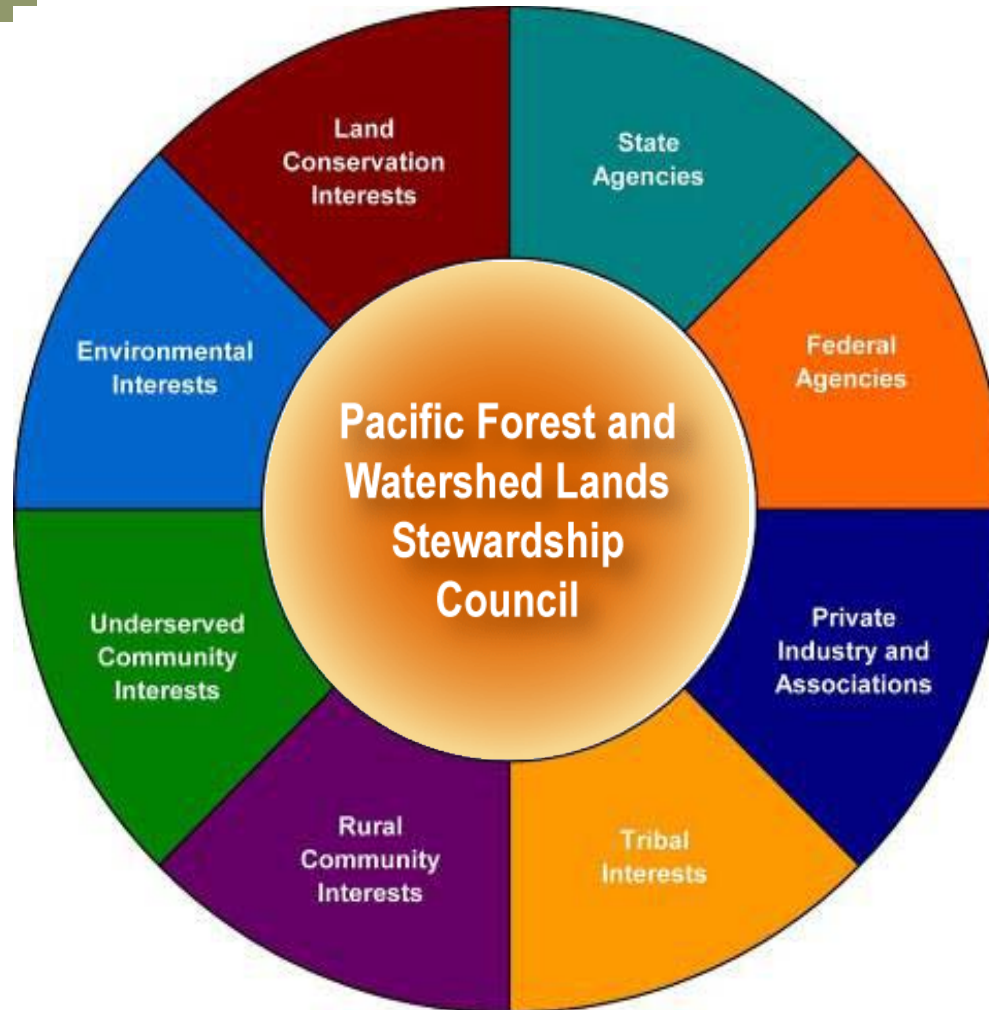 Land
Conservation
Interests
State
Agencies
Environmental
Interests
Federal
Agencies
Pacific Forest and
Watershed Lands
Stewardship
Council
Underserved
Community
Interests
Private
Industry and
Associations
Rural
Community
Interests
Tribal
Interests